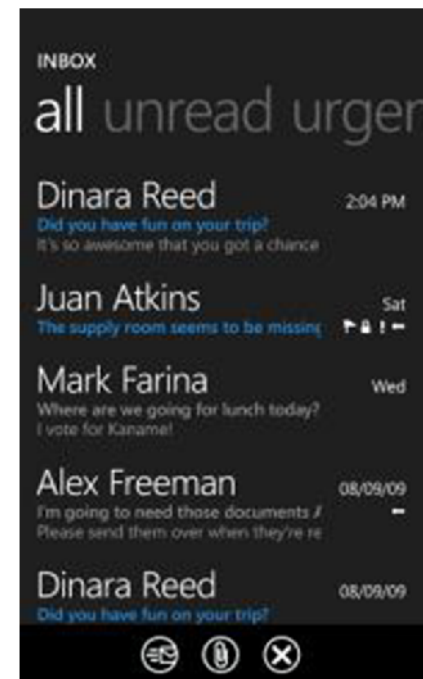 INBOX
all unread urger
Dinara Reed
2:04 PM
Did you have fun on your trip?
It's so awesome that you got a chance
Juan Atkins
Sat
The supply room seems to be missing
Mark Farina
Wed
Where are we going for lunch today?
I vote for Kaname!
Alex Freeman
08/09/09
I'm going to need those documents A
Please send them over when they're re
Dinara Reed
08/09/09
Did you have fun on your trip?